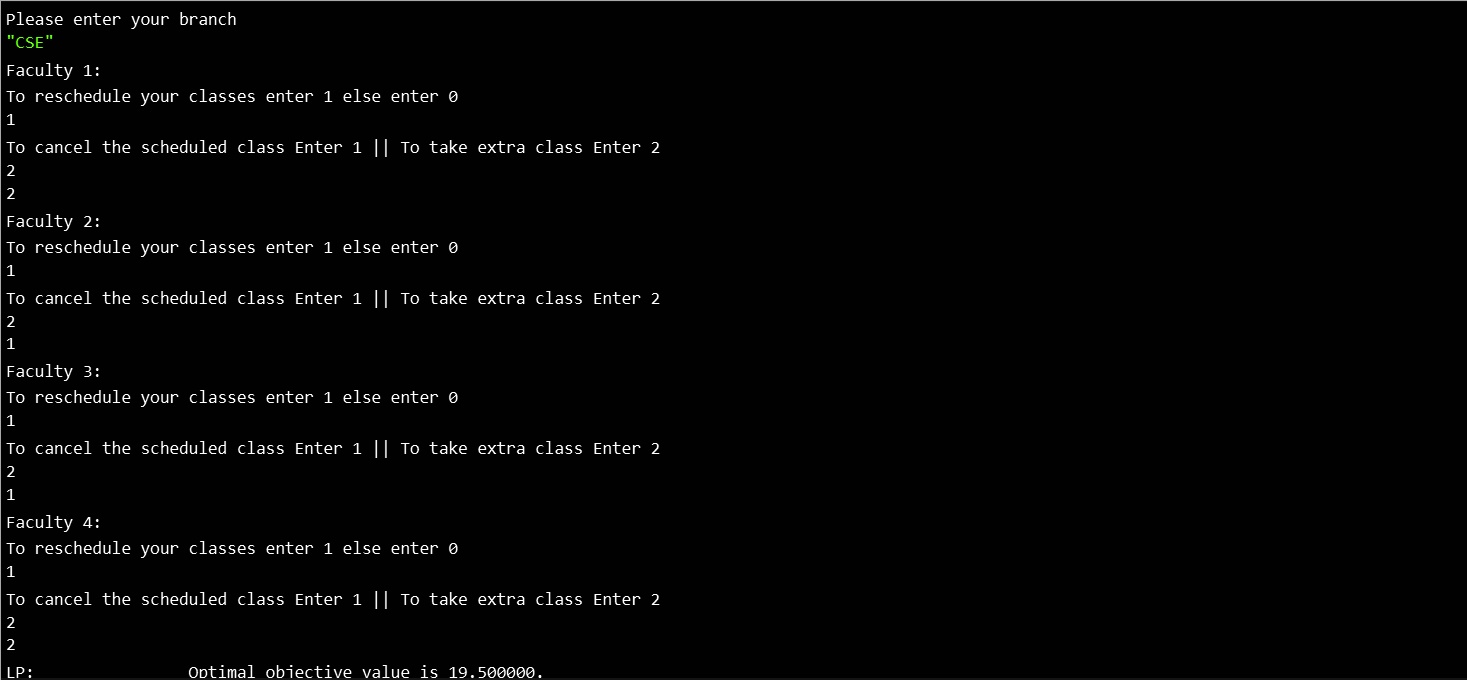 Please enter your branch
"CSE"
Faculty 1:
To reschedule your classes enter 1 else enter 0
1
To cancel the scheduled class Enter 1 || To take extra class Enter 2
2
2
Faculty 2:
To reschedule your classes enter 1 else enter 0
1
To cancel the scheduled class Enter 1 || To take extra class Enter 2
2
1
Faculty 3:
To reschedule your classes enter 1 else enter 0
1
To cancel the scheduled class Enter 1 || To take extra class Enter 2
2
1
Faculty 4:
To reschedule your classes enter 1 else enter 0
1
To cancel the scheduled class Enter 1 || To take extra class Enter 2
2
2
LP:                Optimal objective value is 19.500000.